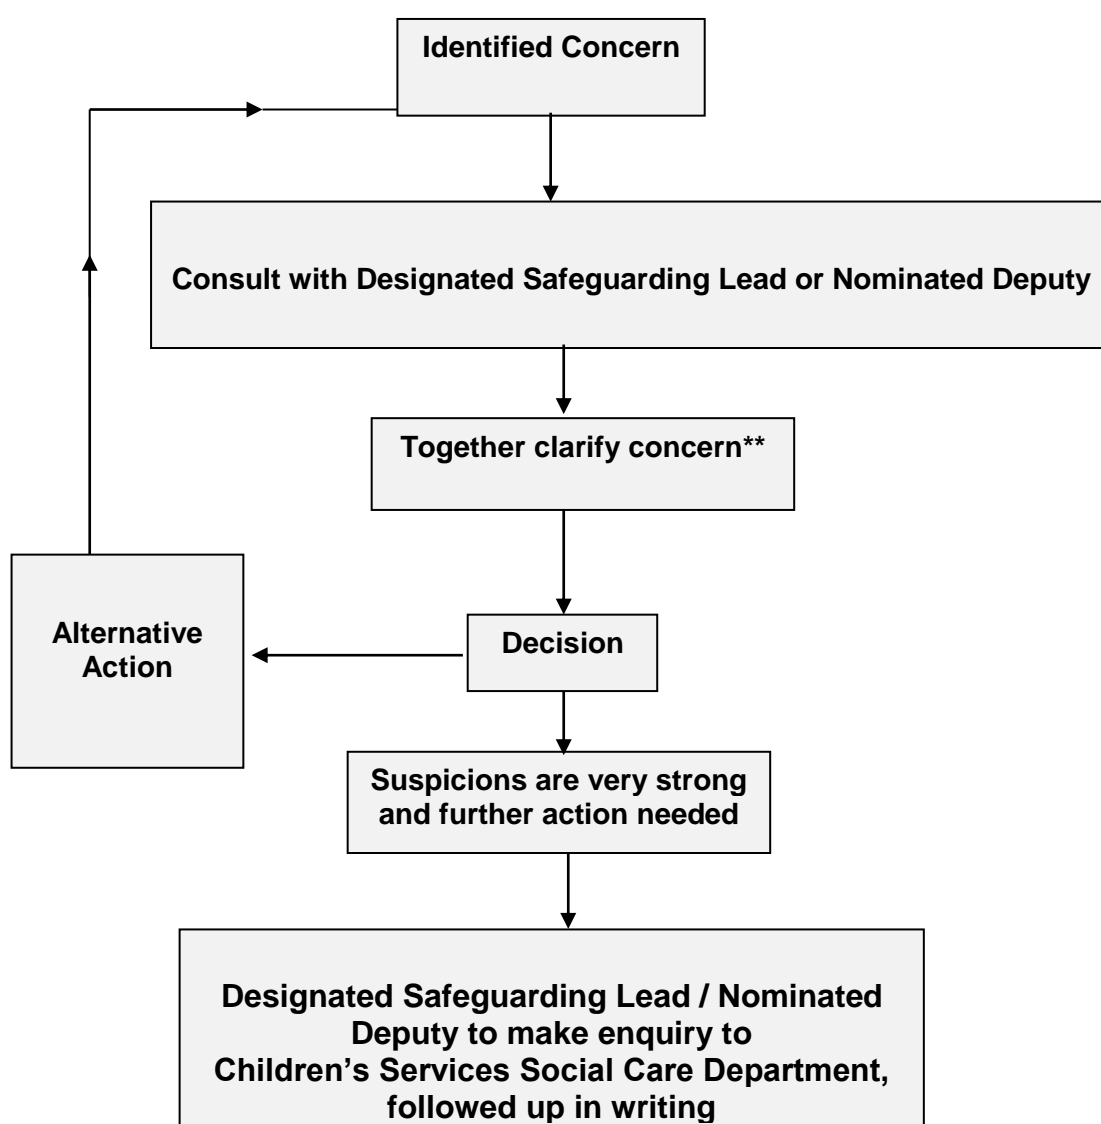 Identified Concern
Consult with Designated Safeguarding Lead or Nominated Deputy
Together clarify concern**
Alternative
Action
Decision
Suspicions are very strong
and further action needed
Designated Safeguarding Lead / Nominated
Deputy to make enquiry to
Children’s Services Social Care Department,
followed up in writing